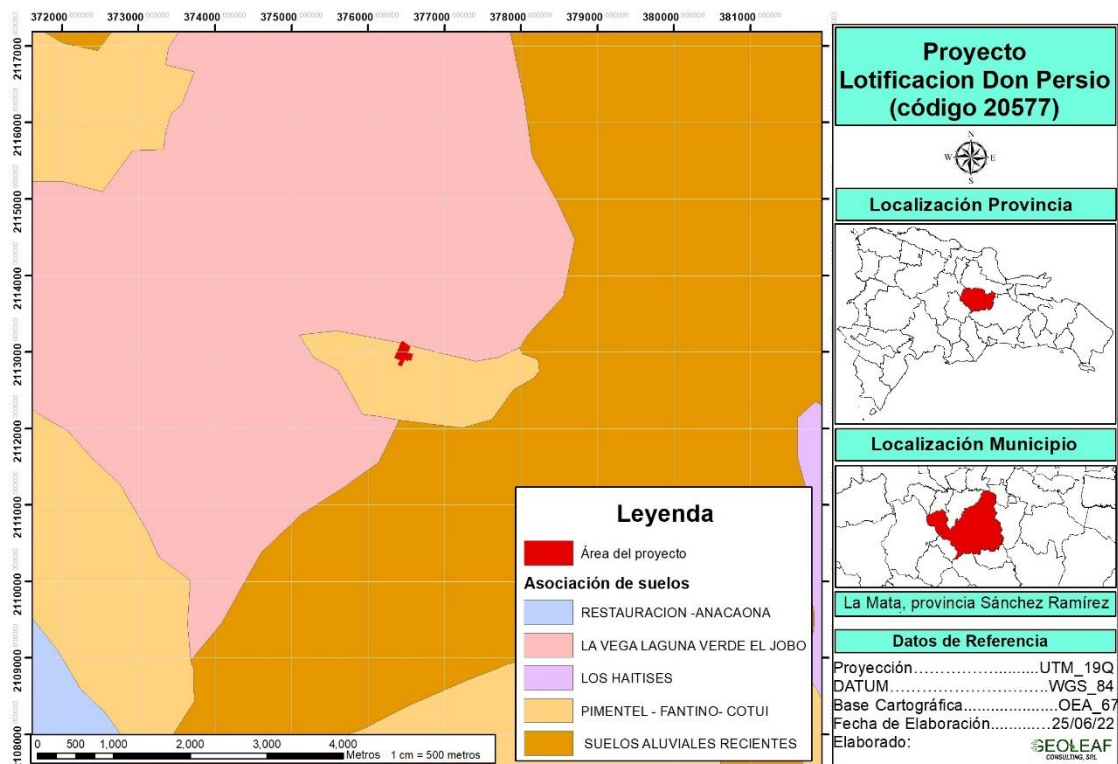 372000 373000 374000 375000 376000 377000 378000 379000 380000 381000
2117000
2116000
2115000
2114000
2113000
2112000
2111000
2110000
2109000
2108000
Leyenda
Área del proyecto
Asociación de suelos
RESTAURACION -ANACAONA
LA VEGA LAGUNA VERDE EL JOBO
LOS HAITISES
PIMENTEL - FANTINO- COTUI
SUELOS ALUVIALES RECIENTES
0 500 1,000 2,000 3,000 4,000
Metros 1 cm = 500 metros
Proyecto
Lotificacion Don Persio
(código 20577)
N
W E
S
Localización Provincia
Localización Municipio
La Mata, provincia Sánchez Ramírez
Datos de Referencia
Proyección......................UTM_19Q
DATUM............................WGS_84
Base Cartográfica..............OEA_67
Fecha de Elaboración.......25/06/22
Elaborado:
GEOLEAF
CONSULTING, SRL